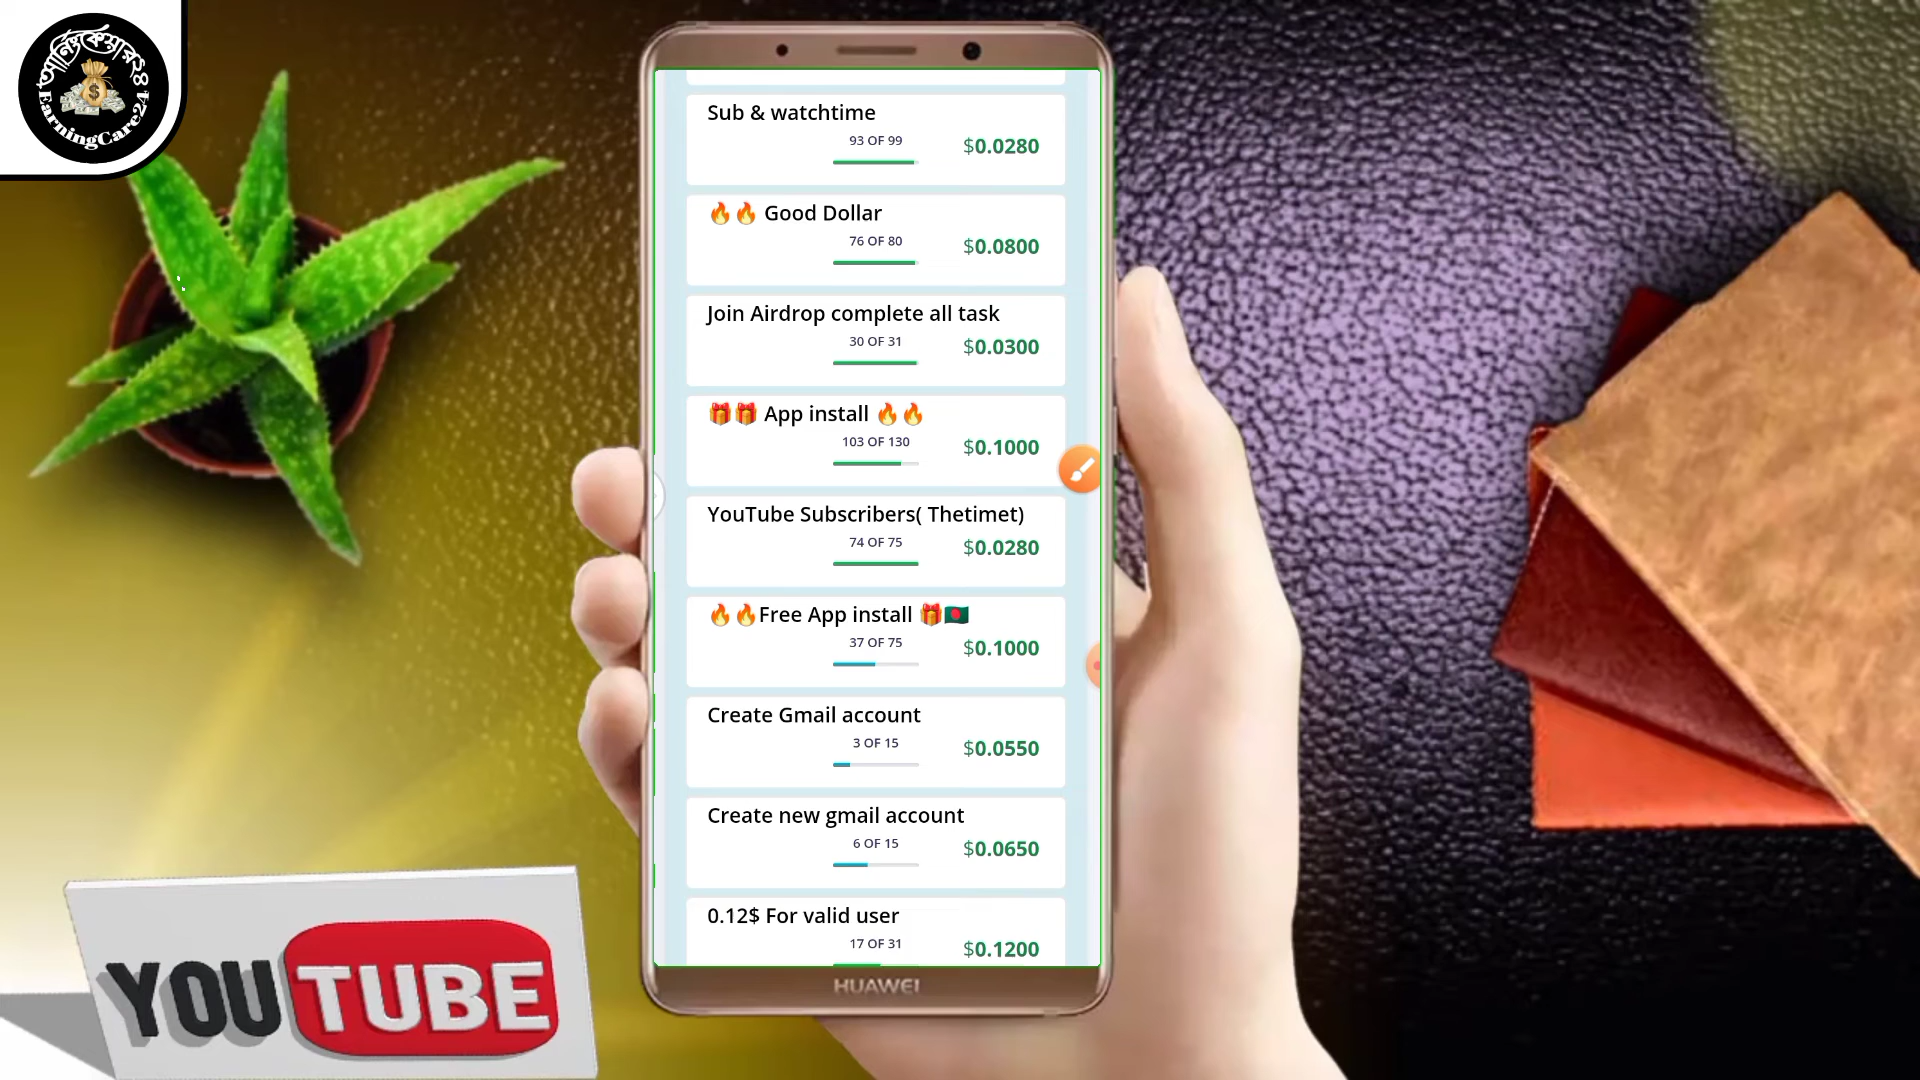 আর্নিংকেয়ার২৪
EarningCare24
Sub & watchtime
93 OF 99
$0.0280
🔥🔥 Good Dollar
76 OF 80
$0.0800
Join Airdrop complete all task
30 OF 31
$0.0300
🎁🎁 App install 🔥🔥
103 OF 130
$0.1000
YouTube Subscribers( Thetimet)
74 OF 75
$0.0280
🔥🔥Free App install 🎁🇧🇩
37 OF 75
$0.1000
Create Gmail account
3 OF 15
$0.0550
Create new gmail account
6 OF 15
$0.0650
0.12$ For valid user
17 OF 31
$0.1200
HUAWEI
YOUTUBE